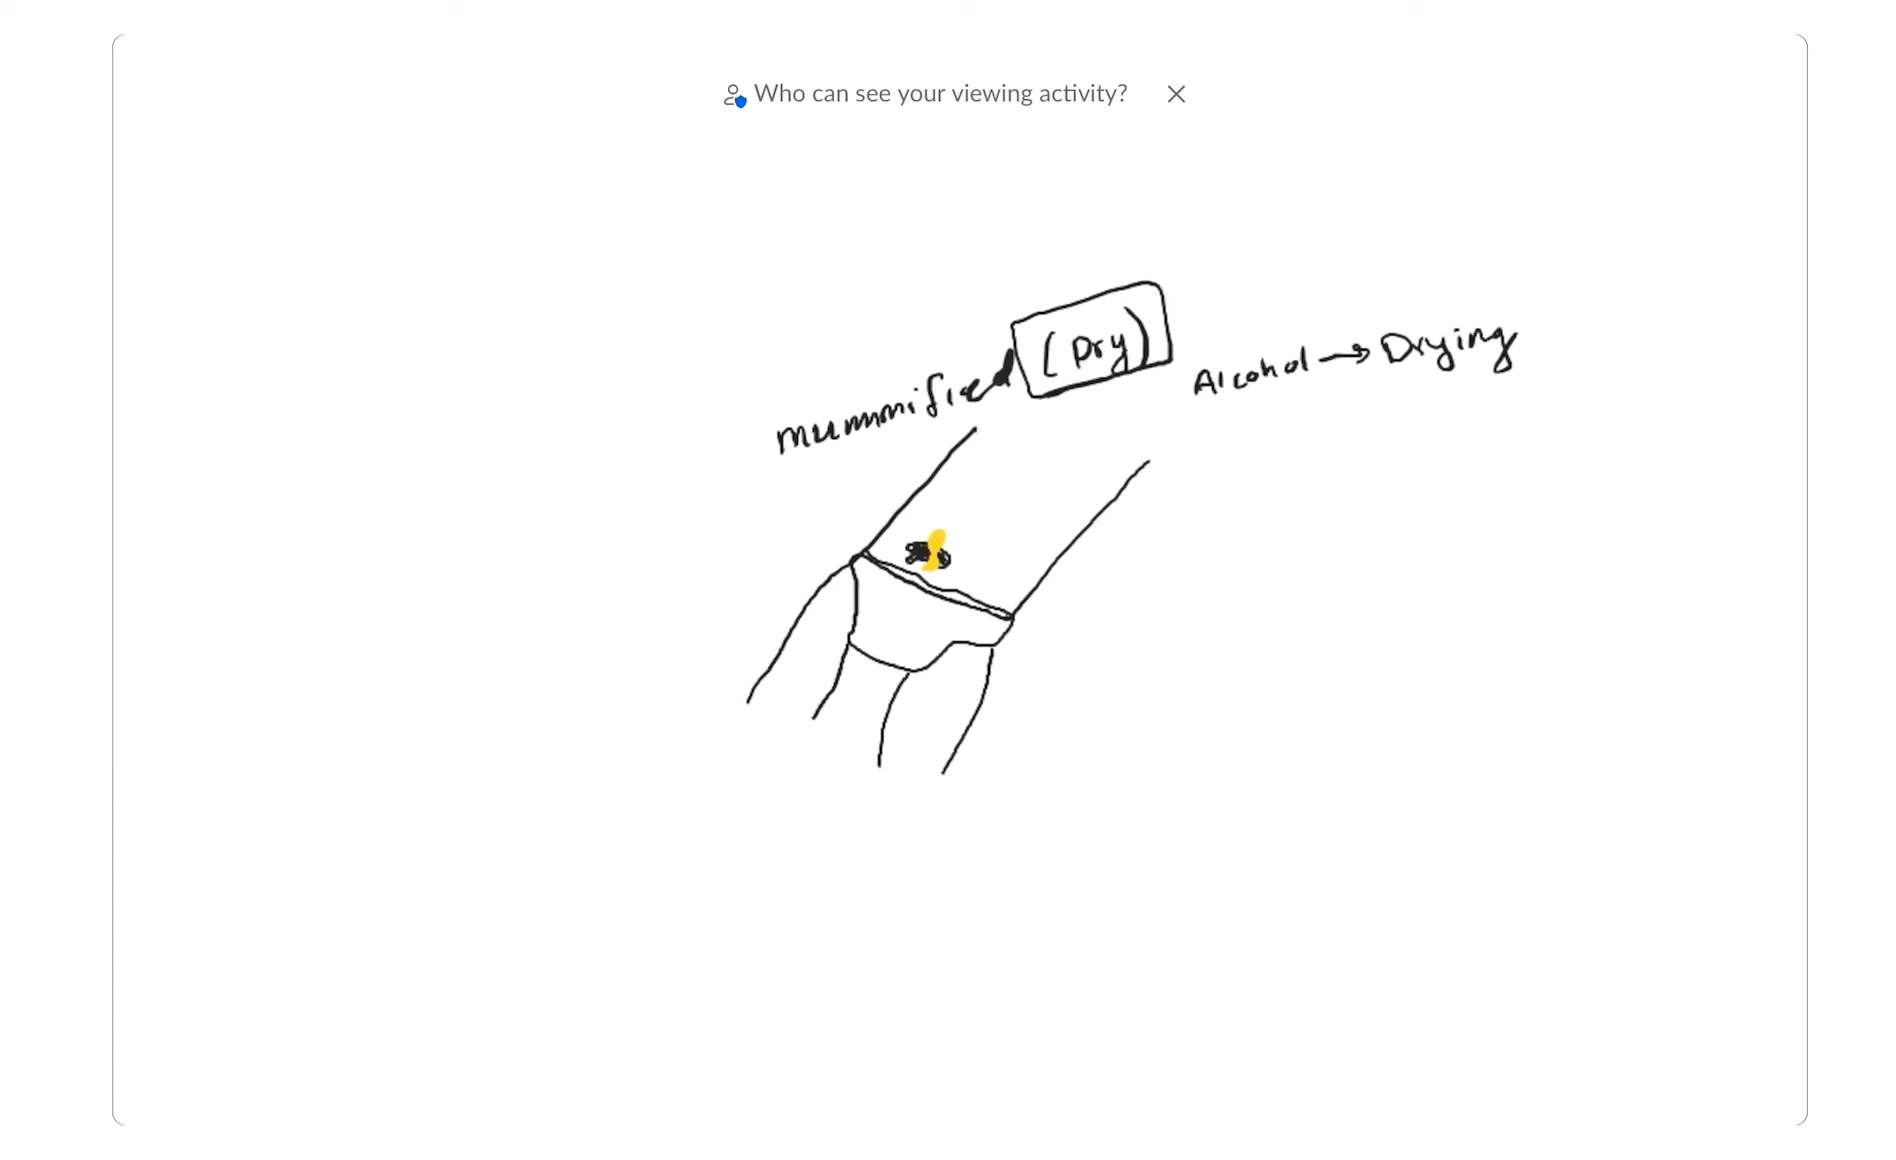 Who can see your viewing activity?
mummified (Dry)
Alcohol → Drying